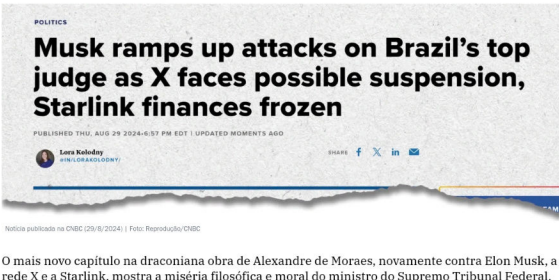 POLITICS
Musk ramps up attacks on Brazil's top
judge as X faces possible suspension,
Starlink finances frozen
PUBLISHED THU, AUG 29 2024•6:57 PM EDT | UPDATED MOMENTS AGO
Lora Kolodny
@IN/LORAKOLODNY/
SHARE
Notícia publicada na CNBC (29/8/2024) | Foto: Reprodução/CNBC
O mais novo capítulo na draconiana obra de Alexandre de Moraes, novamente contra Elon Musk, a
rede X e a Starlink, mostra a miséria filosófica e moral do ministro do Supremo Tribunal Federal.